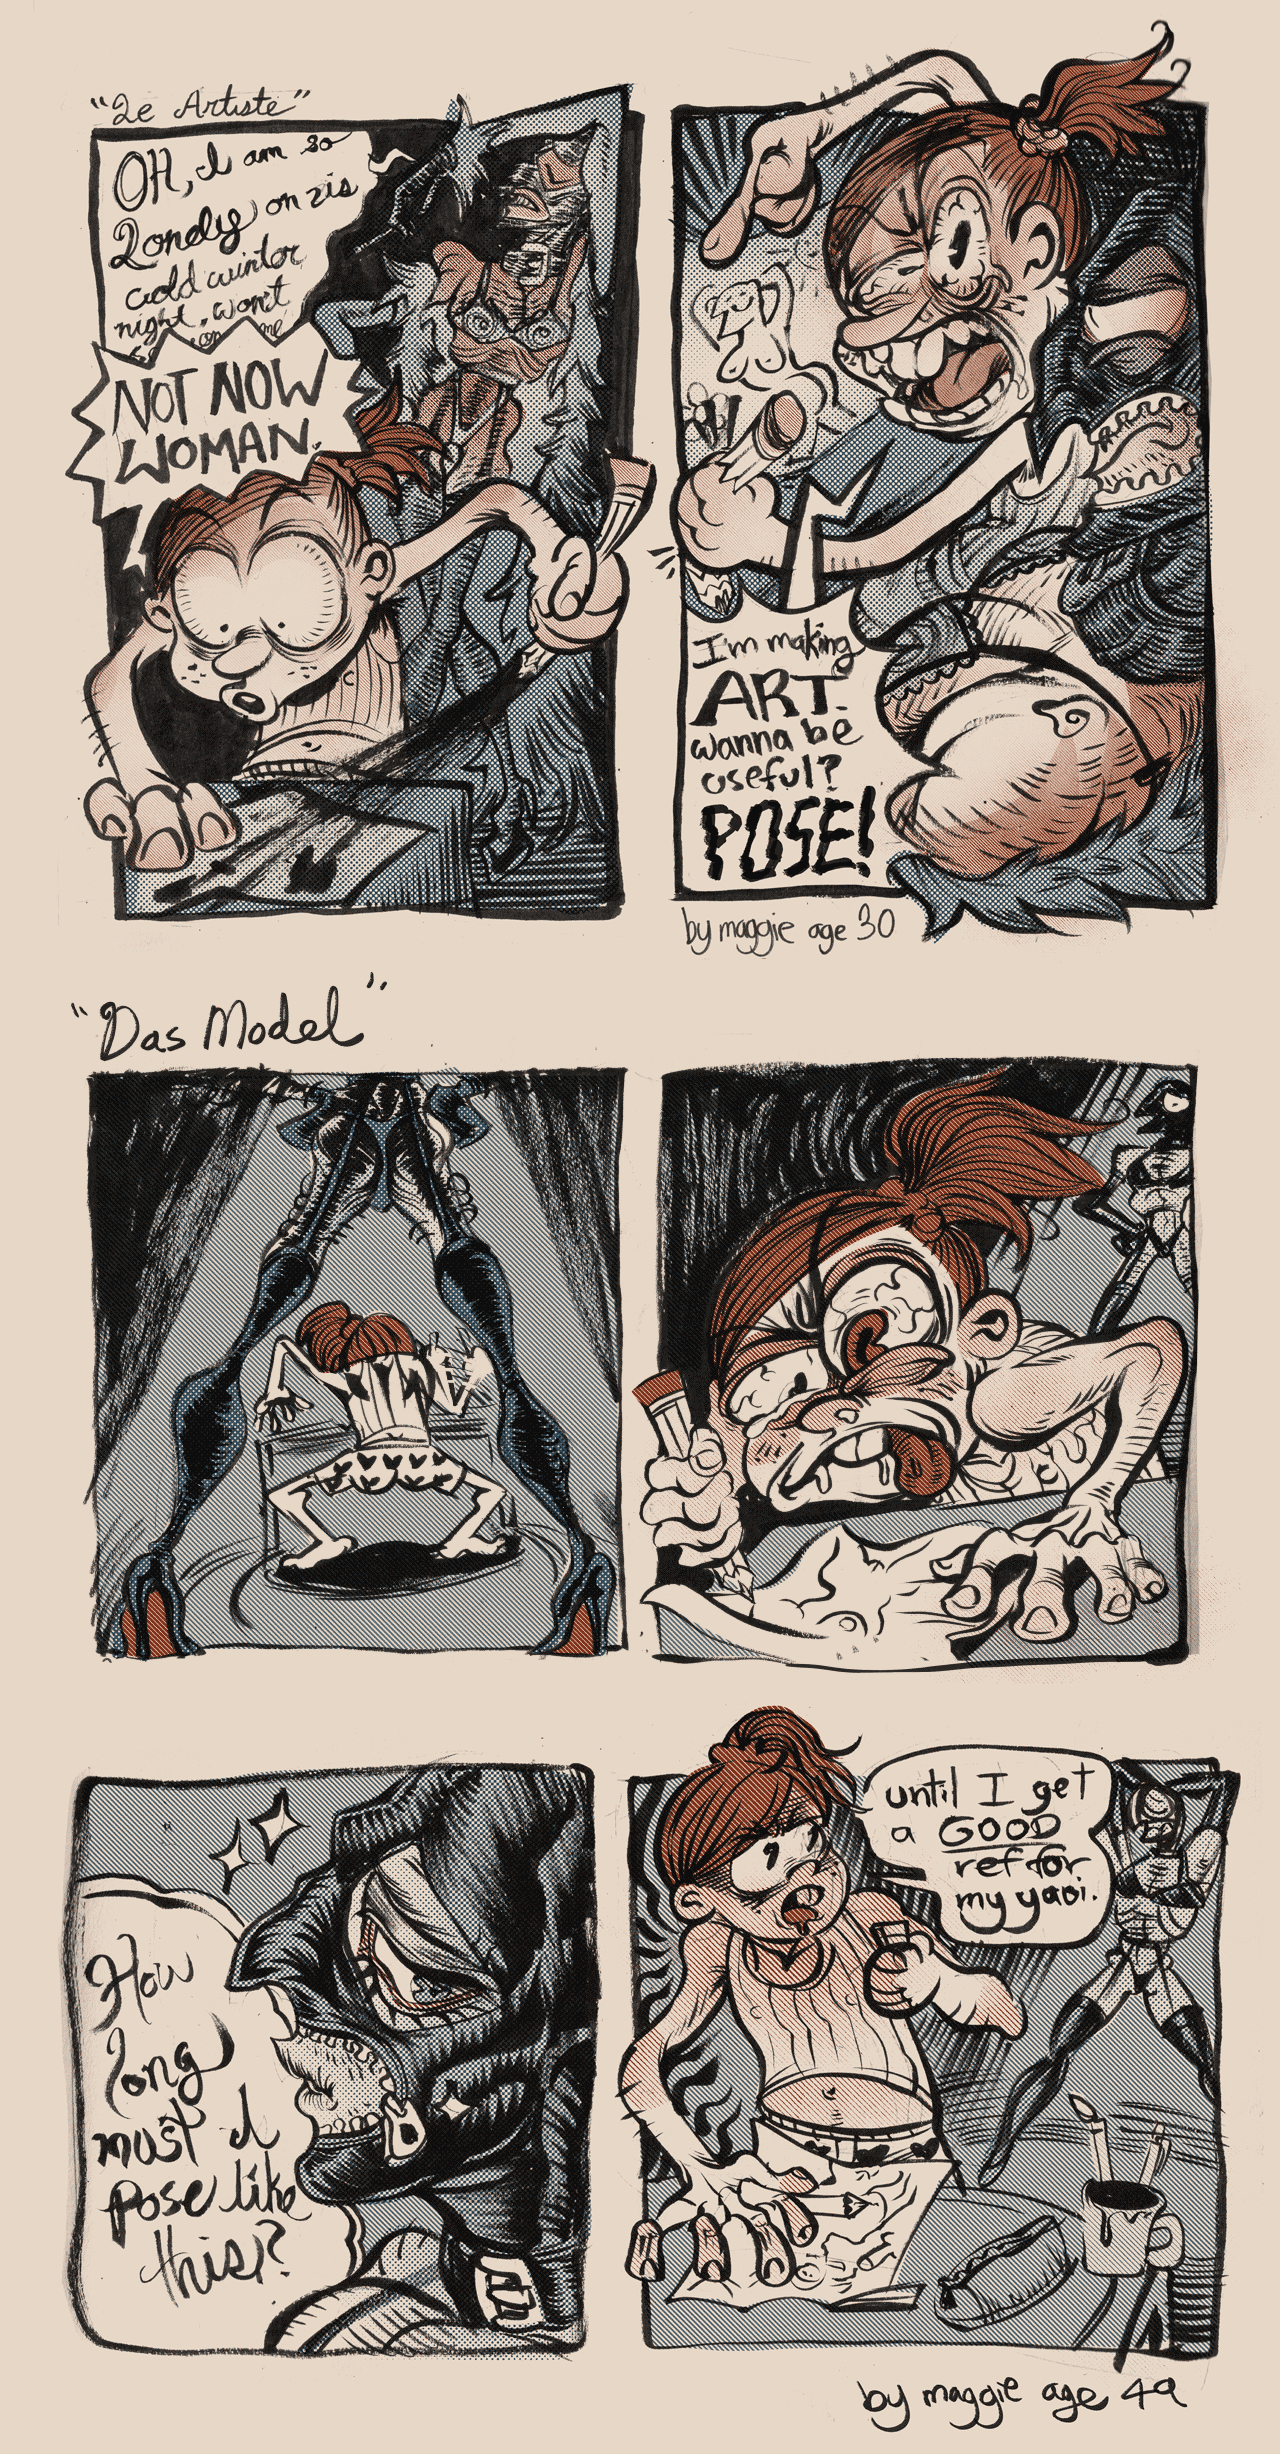 "Le Artiste"
OH, I am so
Lonely on zis
cold winter
night, won't
me
NOT NOW
WOMAN.
I'm making
ART.
wanna be
useful?
POSE!
by maggie age 30
"Das Model"
How
long
must I
pose like
this!?
until I get
a GOOD
ref for
my yaoi.
by maggie age 49